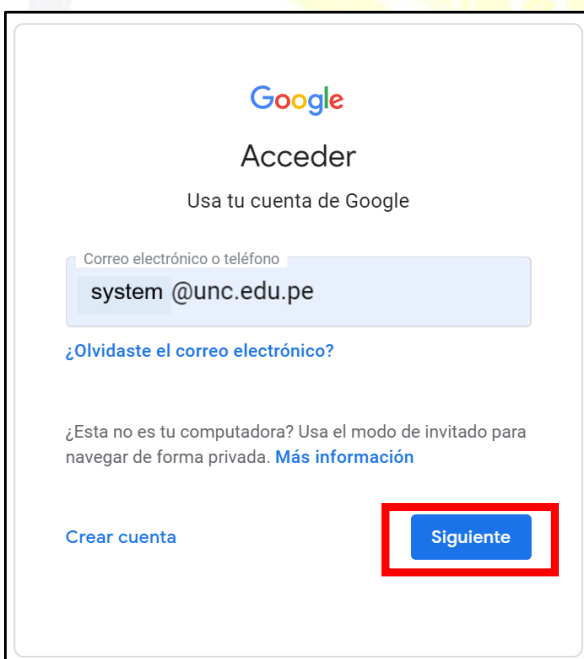 Google
Acceder
Usa tu cuenta de Google
Correo electrónico o teléfono
system @unc.edu.pe
¿Olvidaste el correo electrónico?
¿Esta no es tu computadora? Usa el modo de invitado para
navegar de forma privada. Más información
Crear cuenta
Siguiente